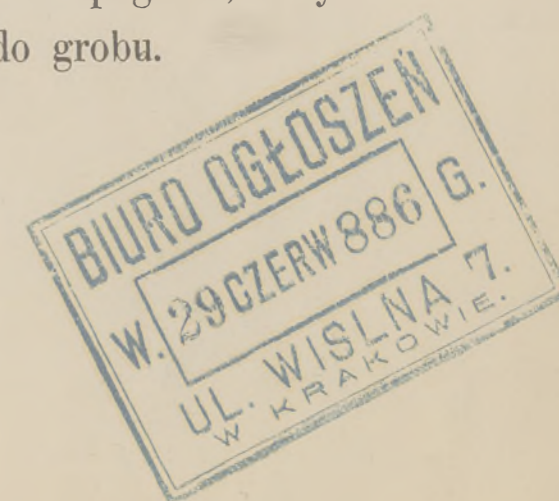 do grobu.
BIURO OGŁOSZEŃ
W. 29 CZERW 886 G.
UL. WISLNA 7.
W KRAKOWIE.